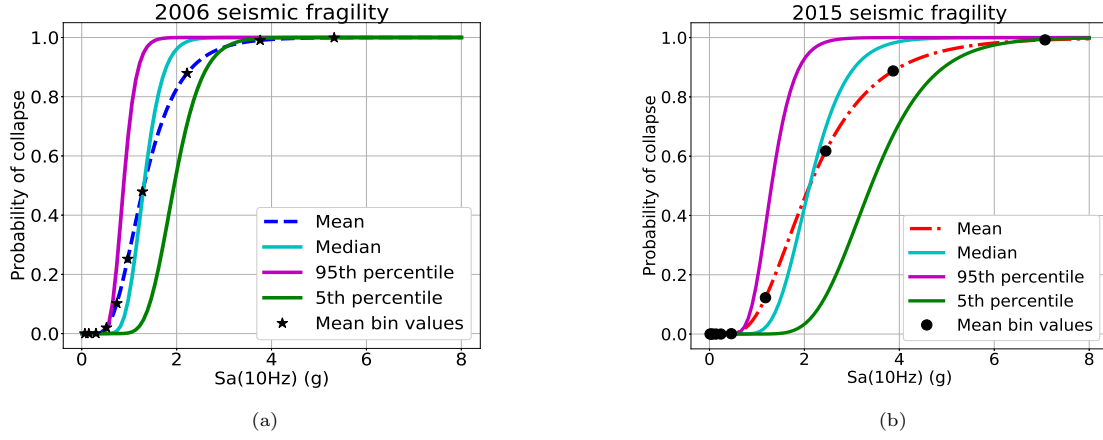 2006 seismic fragility
Probability of collapse
1.0
0.8
0.6
0.4
0.2
0.0
0
2
4
6
8
Sa(10Hz) (g)
Mean
Median
95th percentile
5th percentile
Mean bin values
(a)
2015 seismic fragility
Probability of collapse
1.0
0.8
0.6
0.4
0.2
0.0
0
2
4
6
8
Sa(10Hz) (g)
Mean
Median
95th percentile
5th percentile
Mean bin values
(b)